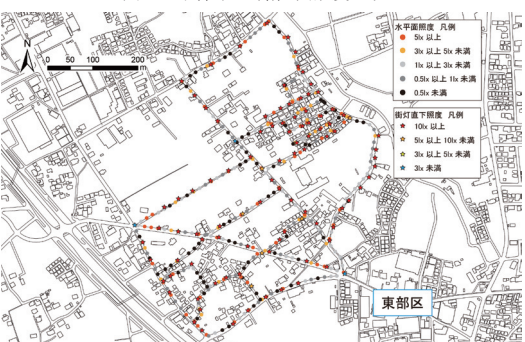 N
0 50 100 200
m
水平面照度 凡例
5lx 以上
3lx 以上 5lx 未満
1lx 以上 3lx 未満
0.5lx 以上 1lx 未満
0.5lx 未満
街灯直下照度 凡例
10lx 以上
5lx 以上 10lx 未満
3lx 以上 5lx 未満
3lx 未満
東部区